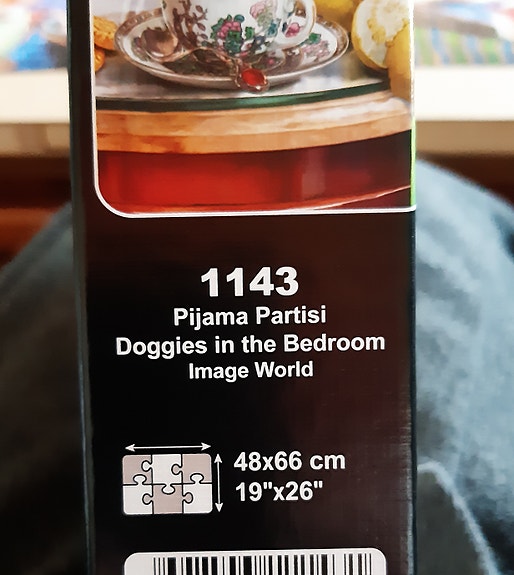 1143
Pijama Partisi
Doggies in the Bedroom
Image World
48x66 cm
19"x26"